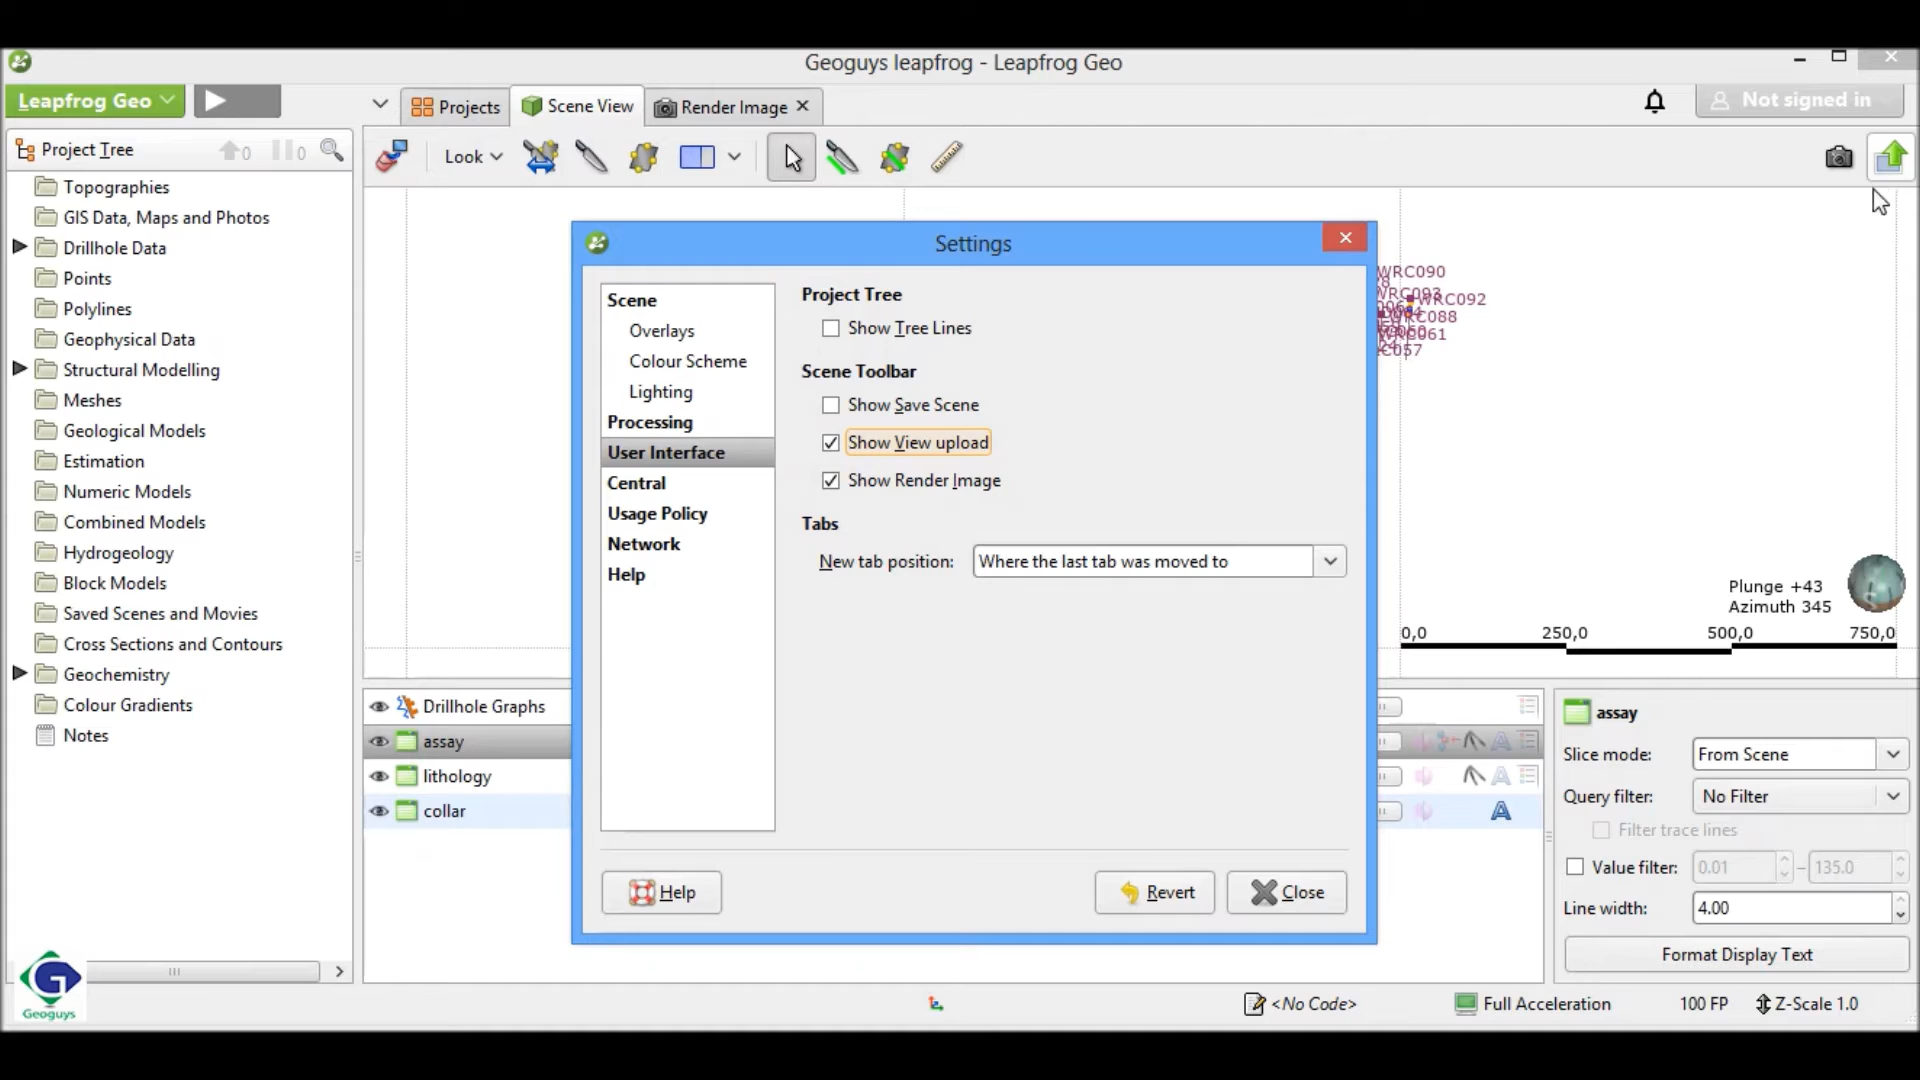 Geoguys leapfrog - Leapfrog Geo
Leapfrog Geo
Projects
Scene View
Render Image
Not signed in
Project Tree
0
0
Look
Topographies
GIS Data, Maps and Photos
Drillhole Data
Points
Polylines
Geophysical Data
Structural Modelling
Meshes
Geological Models
Estimation
Numeric Models
Combined Models
Hydrogeology
Block Models
Saved Scenes and Movies
Cross Sections and Contours
Geochemistry
Colour Gradients
Notes
Settings
Scene
Overlays
Colour Scheme
Lighting
Processing
User Interface
Central
Usage Policy
Network
Help
Project Tree
Show Tree Lines
Scene Toolbar
Show Save Scene
Show View upload
Show Render Image
Tabs
New tab position: Where the last tab was moved to
Help
Revert
Close
WRC090
WRC093
WRC092
WRC088
WRC061
C057
Plunge +43
Azimuth 345
0,0 250,0 500,0 750,0
Drillhole Graphs
assay
lithology
collar
assay
Slice mode: From Scene
Query filter: No Filter
Filter trace lines
Value filter: 0.01 – 135.0
Line width: 4.00
Format Display Text
G
Geoguys
<No Code>
Full Acceleration
100 FP
Z-Scale 1.0